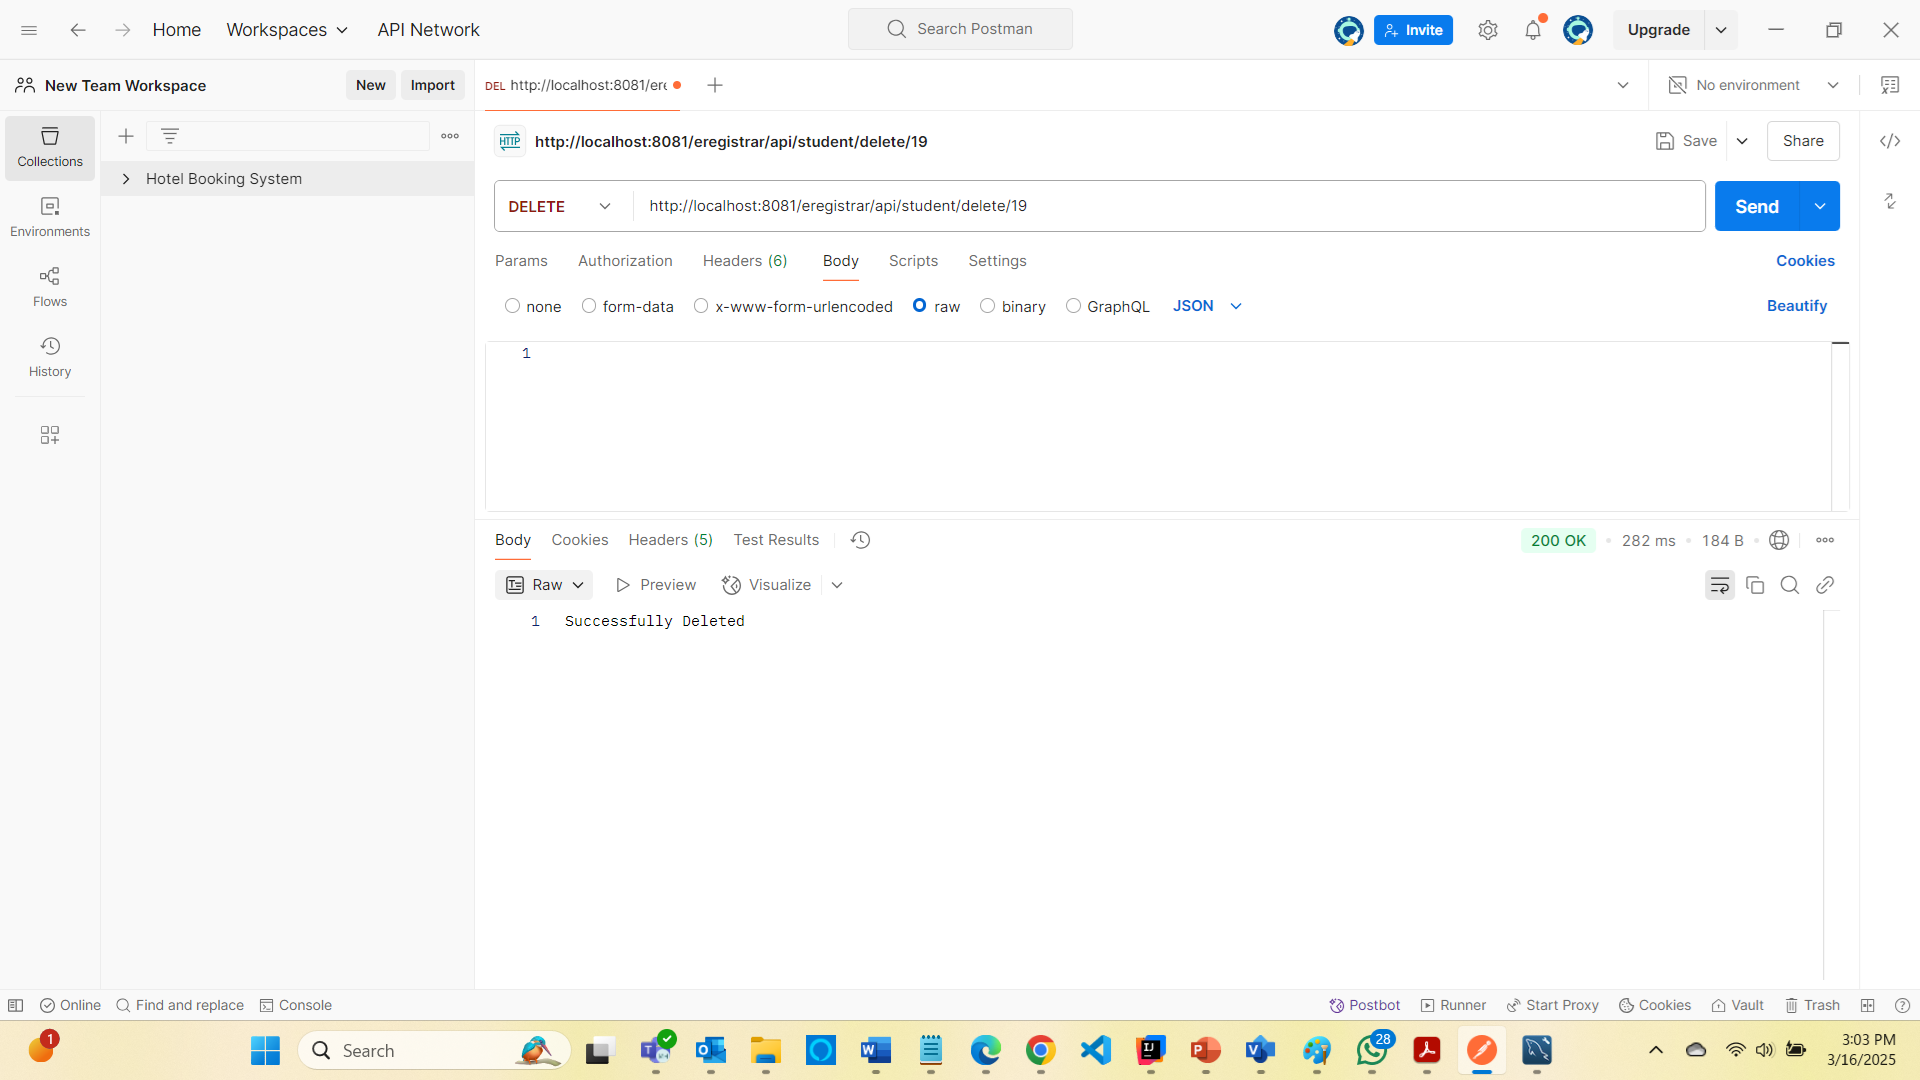 Home
Workspaces
API Network
Search Postman
Invite
Upgrade
New Team Workspace
New
Import
DEL http://localhost:8081/ere
No environment
Collections
Hotel Booking System
HTTP
http://localhost:8081/eregistrar/api/student/delete/19
Save
Share
DELETE
http://localhost:8081/eregistrar/api/student/delete/19
Send
Environments
Params
Authorization
Headers (6)
Body
Scripts
Settings
Cookies
Flows
none
form-data
x-www-form-urlencoded
raw
binary
GraphQL
JSON
Beautify
History
1
Body
Cookies
Headers (5)
Test Results
200 OK
282 ms
184 B
Raw
Preview
Visualize
1 Successfully Deleted
Online
Find and replace
Console
Postbot
Runner
Start Proxy
Cookies
Vault
Trash
1
Search
28
3:03 PM
3/16/2025